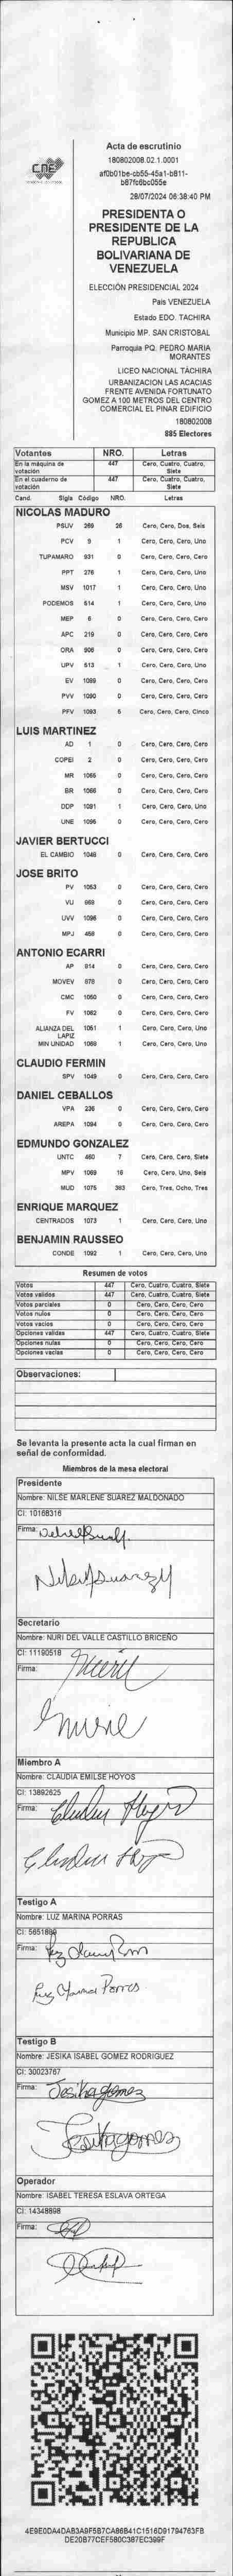 CNE
Acta de escrutinio
180802008.02.1.0001
af0b01be-cb55-45a1-b811-
b87fc6bc055e
28/07/2024 06:38:40 PM
PRESIDENTA O
PRESIDENTE DE LA
REPUBLICA
BOLIVARIANA DE
VENEZUELA
ELECCIÓN PRESIDENCIAL 2024
País VENEZUELA
Estado EDO. TACHIRA
Municipio MP. SAN CRISTOBAL
Parroquia PQ. PEDRO MARIA
MORANTES
LICEO NACIONAL TÁCHIRA
URBANIZACION LAS ACACIAS
FRENTE AVENIDA FORTUNATO
GOMEZ A 100 METROS DEL CENTRO
COMERCIAL EL PINAR EDIFICIO
180802008
885 Electores
Votantes NRO. Letras
En la máquina de votación 447 Cero, Cuatro, Cuatro, Siete
En el cuaderno de votación 447 Cero, Cuatro, Cuatro, Siete
Cand. Sigla Código NRO. Letras
NICOLAS MADURO
PSUV 269 26 Cero, Cero, Dos, Seis
PCV 9 1 Cero, Cero, Cero, Uno
TUPAMARO 931 0 Cero, Cero, Cero, Cero
PPT 276 1 Cero, Cero, Cero, Uno
MSV 1017 1 Cero, Cero, Cero, Uno
PODEMOS 614 1 Cero, Cero, Cero, Uno
MEP 6 0 Cero, Cero, Cero, Cero
APC 219 0 Cero, Cero, Cero, Cero
ORA 906 0 Cero, Cero, Cero, Cero
UPV 513 1 Cero, Cero, Cero, Uno
EV 1089 0 Cero, Cero, Cero, Cero
PVV 1090 0 Cero, Cero, Cero, Cero
PFV 1093 5 Cero, Cero, Cero, Cinco
LUIS MARTINEZ
AD 1 0 Cero, Cero, Cero, Cero
COPEI 2 0 Cero, Cero, Cero, Cero
MR 1065 0 Cero, Cero, Cero, Cero
BR 1066 0 Cero, Cero, Cero, Cero
DDP 1091 1 Cero, Cero, Cero, Uno
UNE 1095 0 Cero, Cero, Cero, Cero
JAVIER BERTUCCI
EL CAMBIO 1046 0 Cero, Cero, Cero, Cero
JOSE BRITO
PV 1053 0 Cero, Cero, Cero, Cero
VU 669 0 Cero, Cero, Cero, Cero
UVV 1096 0 Cero, Cero, Cero, Cero
MPJ 458 0 Cero, Cero, Cero, Cero
ANTONIO ECARRI
AP 914 0 Cero, Cero, Cero, Cero
MOVEV 978 0 Cero, Cero, Cero, Cero
CMC 1050 0 Cero, Cero, Cero, Cero
FV 1062 0 Cero, Cero, Cero, Cero
ALIANZA DEL 1051 1 Cero, Cero, Cero, Uno
LAPIZ
MIN UNIDAD 1069 1 Cero, Cero, Cero, Uno
CLAUDIO FERMIN
SPV 1049 0 Cero, Cero, Cero, Cero
DANIEL CEBALLOS
VPA 236 0 Cero, Cero, Cero, Cero
AREPA 1094 0 Cero, Cero, Cero, Cero
EDMUNDO GONZALEZ
UNTC 460 7 Cero, Cero, Cero, Siete
MPV 1069 16 Cero, Cero, Uno, Seis
MUD 1075 383 Cero, Tres, Ocho, Tres
ENRIQUE MARQUEZ
CENTRADOS 1073 1 Cero, Cero, Cero, Uno
BENJAMIN RAUSSEO
CONDE 1092 1 Cero, Cero, Cero, Uno
Resumen de votos
Votos 447 Cero, Cuatro, Cuatro, Siete
Votos validos 447 Cero, Cuatro, Cuatro, Siete
Votos parciales 0 Cero, Cero, Cero, Cero
Votos nulos 0 Cero, Cero, Cero, Cero
Votos vacios 0 Cero, Cero, Cero, Cero
Opciones validas 447 Cero, Cuatro, Cuatro, Siete
Opciones nulas 0 Cero, Cero, Cero, Cero
Opciones vacias 0 Cero, Cero, Cero, Cero
Observaciones:
Se levanta la presente acta la cual firman en
señal de conformidad.
Miembros de la mesa electoral
Presidente
Nombre: NILSE MARLENE SUAREZ MALDONADO
CI: 10168316
Firma:
Secretario
Nombre: NURI DEL VALLE CASTILLO BRICEÑO
CI: 11190518
Firma:
Miembro A
Nombre: CLAUDIA EMILSE HOYOS
CI: 13892625
Firma: Claudia Hoyos
Claudia Hoyos
Testigo A
Nombre: LUZ MARINA PORRAS
CI:
Firma:
Luz Marina Porras
Testigo B
Nombre: JESIKA ISABEL GOMEZ RODRIGUEZ
CI: 30023767
Firma: Jesika gomez
Jesika gomez
Operador
Nombre: ISABEL TERESA ESLAVA ORTEGA
CI: 14348898
Firma:
4E9E0DA4DAB3A9F5B7CA86B41C1516D91794763FB
DE20B77CEF580C387EC399F